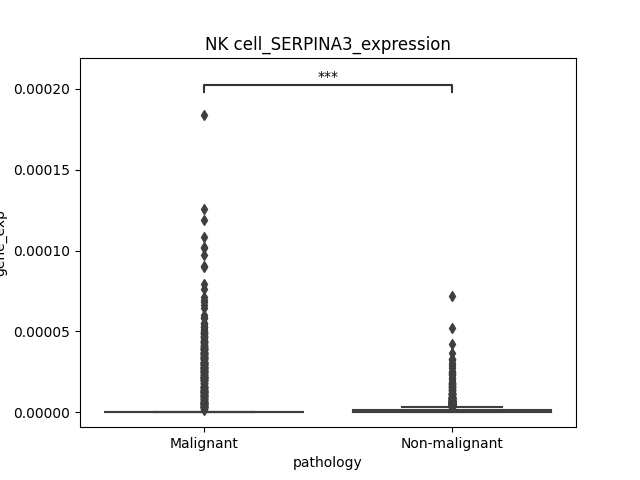 NK cell_SERPINA3_expression
***
0.00020
0.00015
0.00010
0.00005
0.00000
gene_exp
Malignant
Non-malignant
pathology